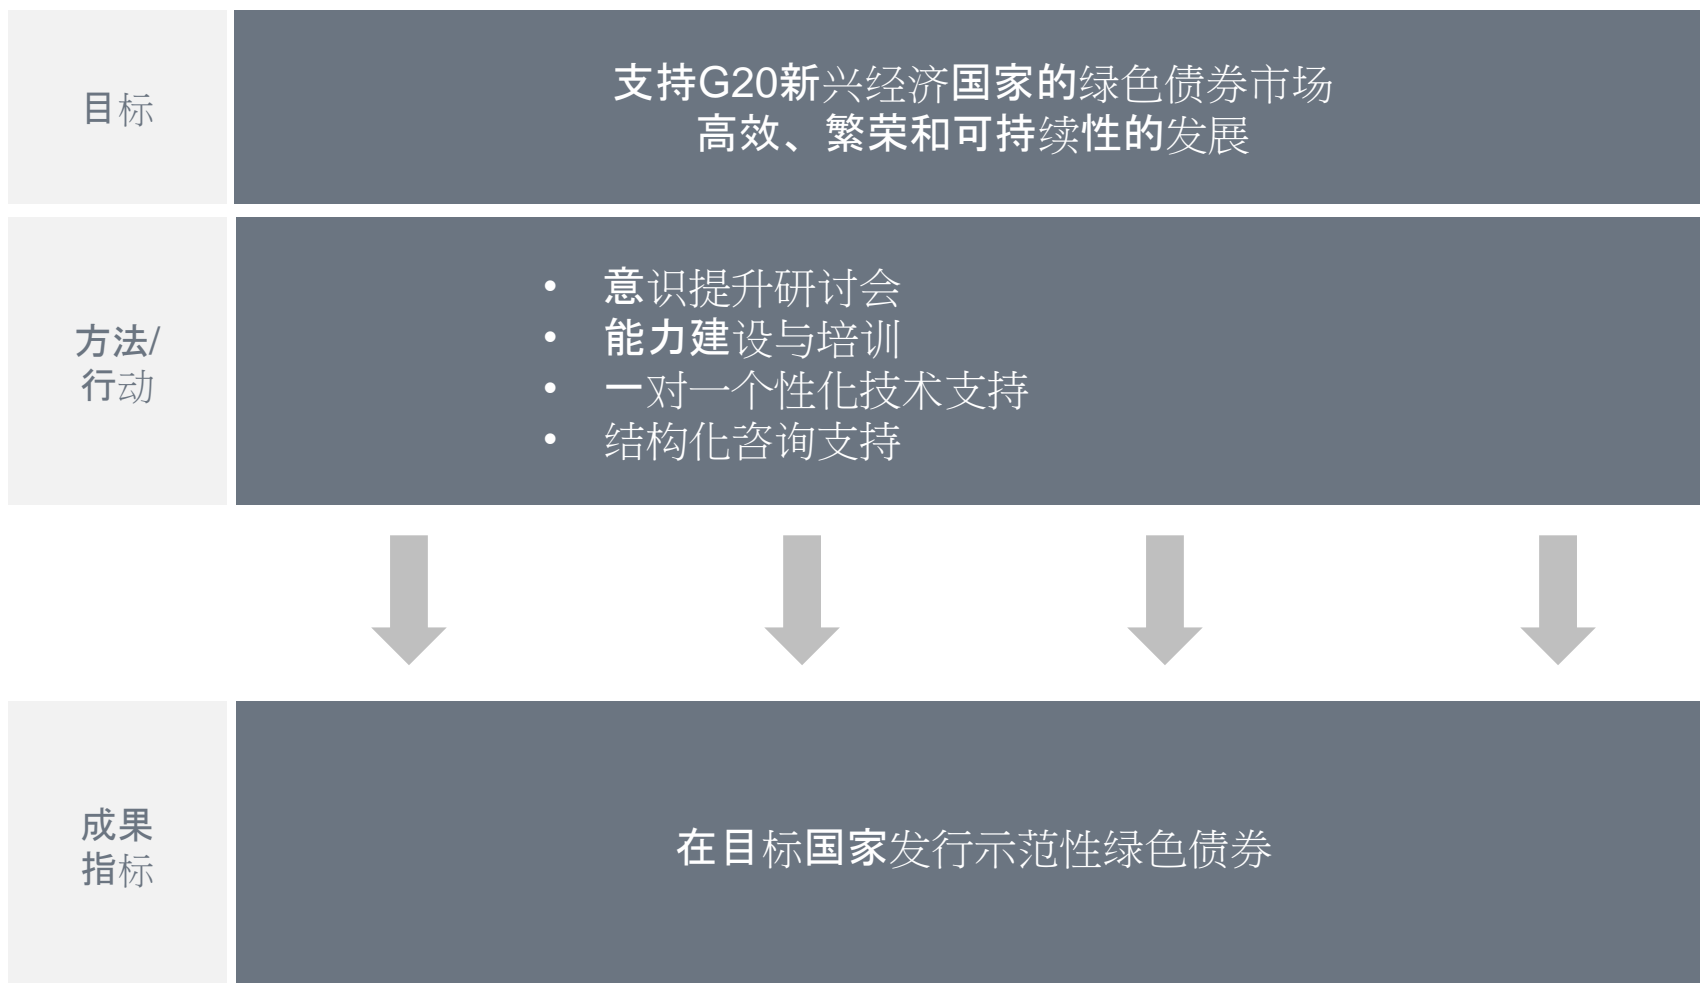 目标
支持G20新兴经济国家的绿色债券市场
高效、繁荣和可持续性的发展
方法/
行动
• 意识提升研讨会
• 能力建设与培训
• 一对一个性化技术支持
• 结构化咨询支持
成果
指标
在目标国家发行示范性绿色债券